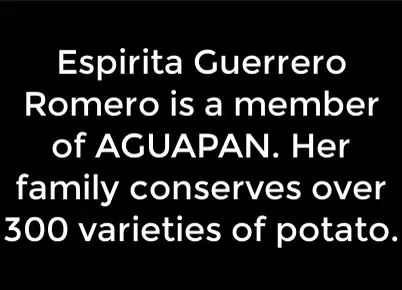 Espirita Guerrero
Romero is a member
of AGUAPAN. Her
family conserves over
300 varieties of potato.